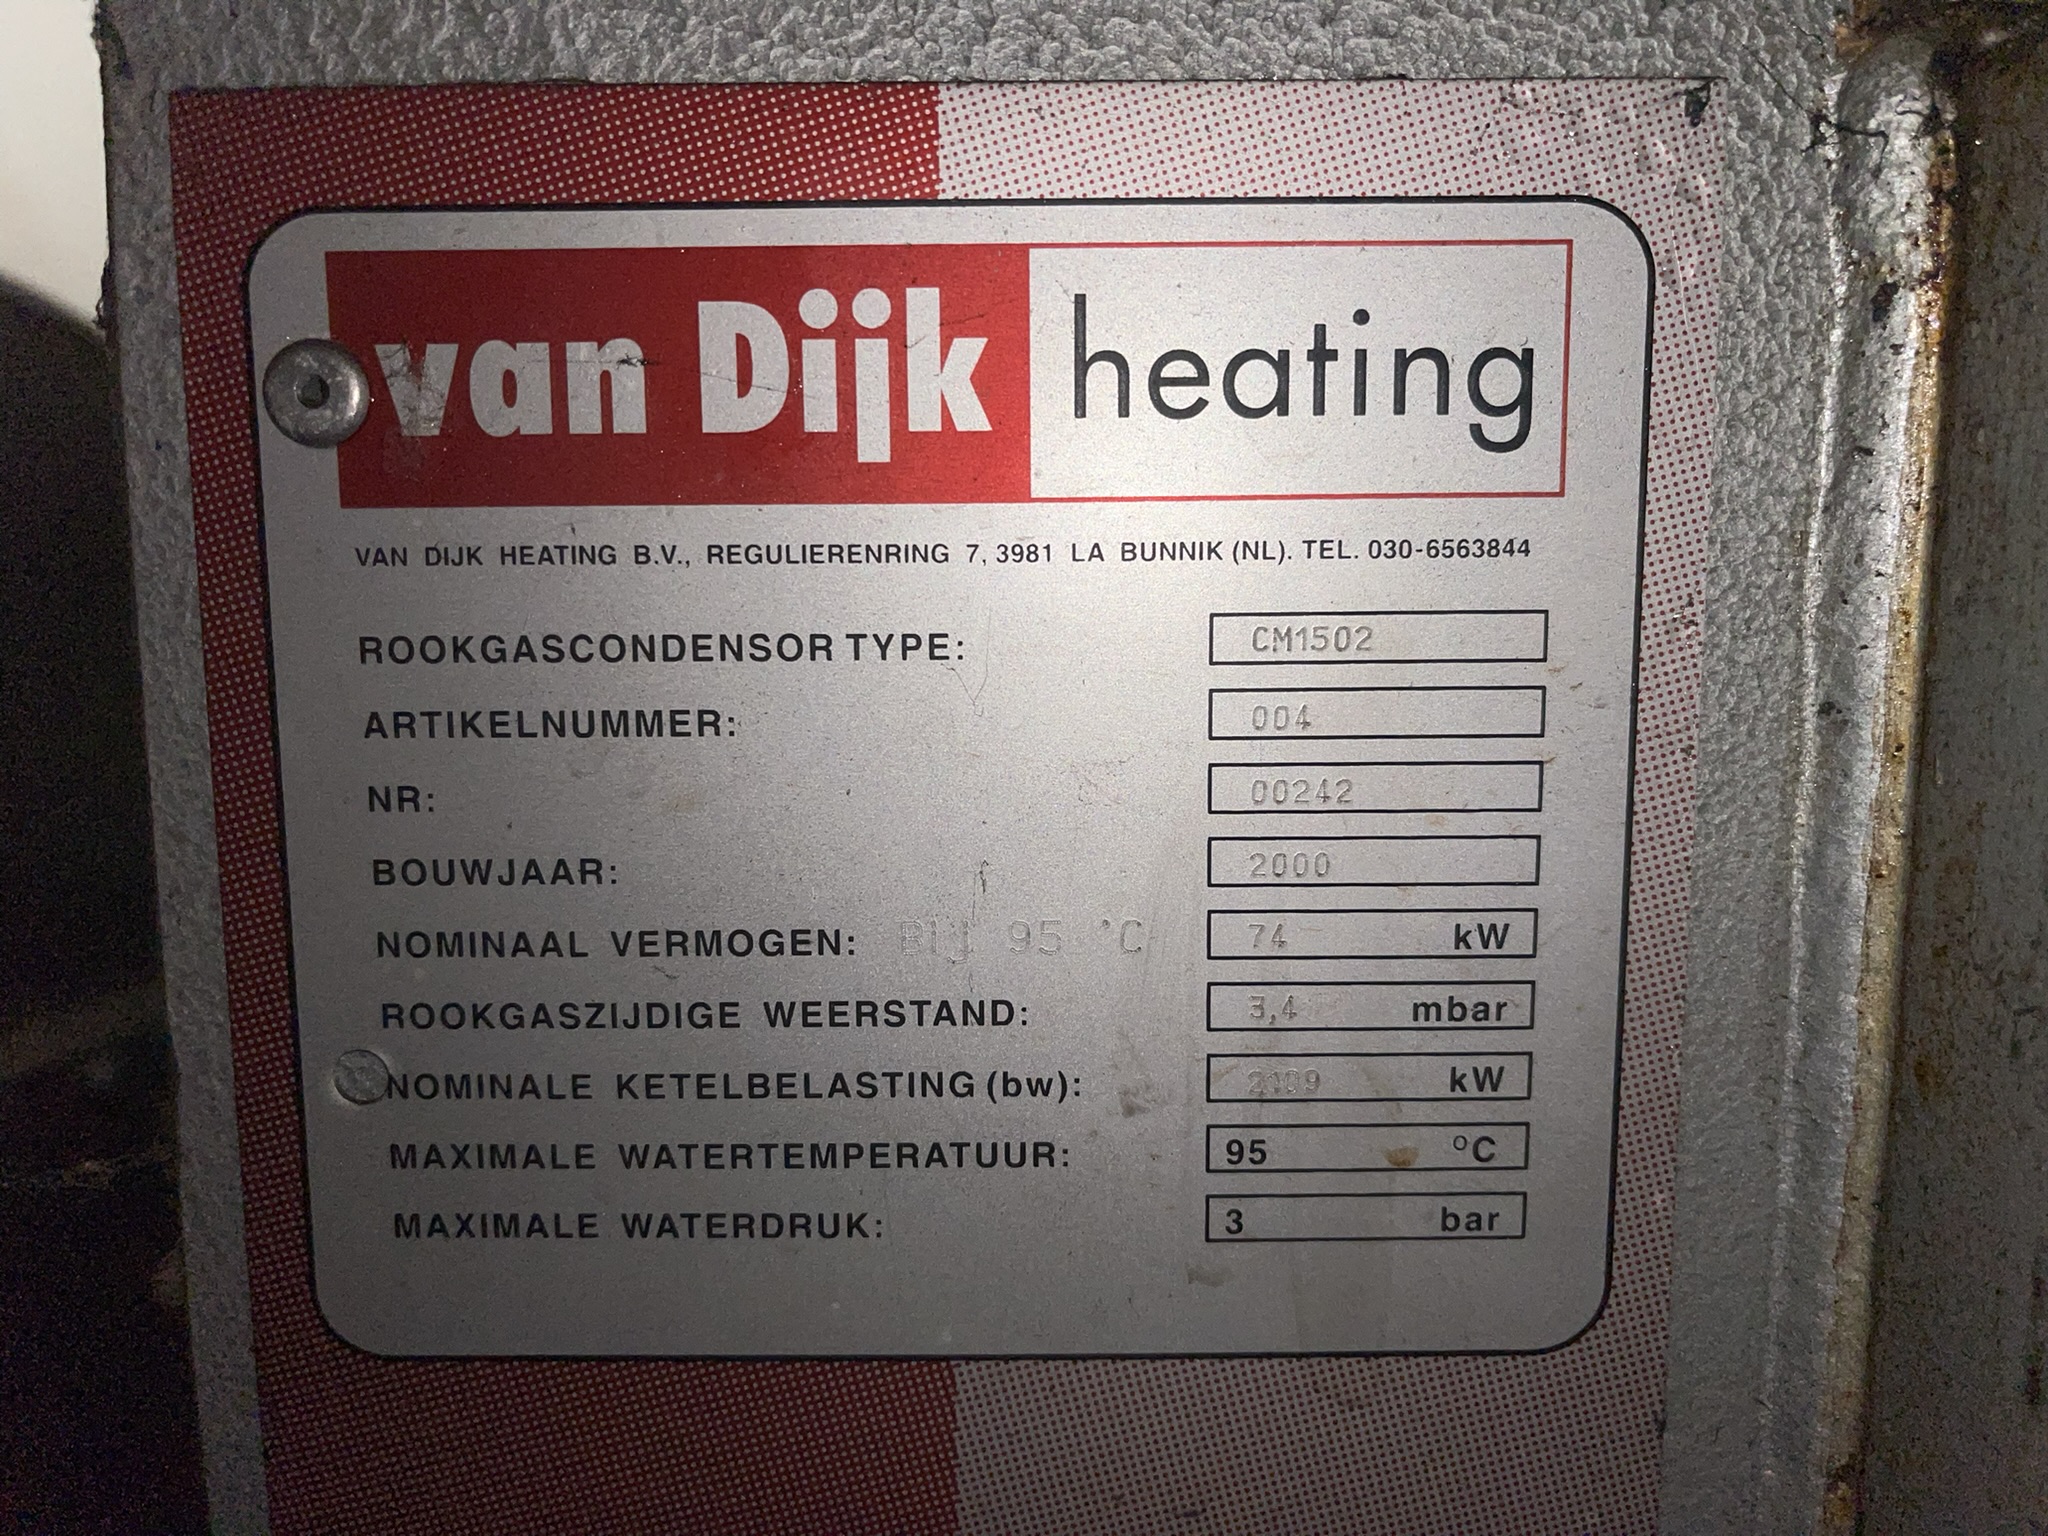 van Dijk heating
VAN DIJK HEATING B.V., REGULIERENRING 7, 3981 LA BUNNIK (NL). TEL. 030-6563844
ROOKGASCONDENSOR TYPE: CM1502
ARTIKELNUMMER: 004
NR: 00242
BOUWJAAR: 2000
NOMINAAL VERMOGEN: BIJ 95 °C 74 kW
ROOKGASZIJDIGE WEERSTAND: 3,4 mbar
NOMINALE KETELBELASTING (bw): kW
MAXIMALE WATERTEMPERATUUR: 95 °C
MAXIMALE WATERDRUK: 3 bar